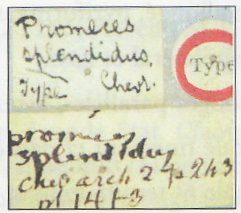 Promeces
splendidus,
Type Chevr.
Type
promeces
splendidus
chev arch 2 p 243
pl 14 f 3